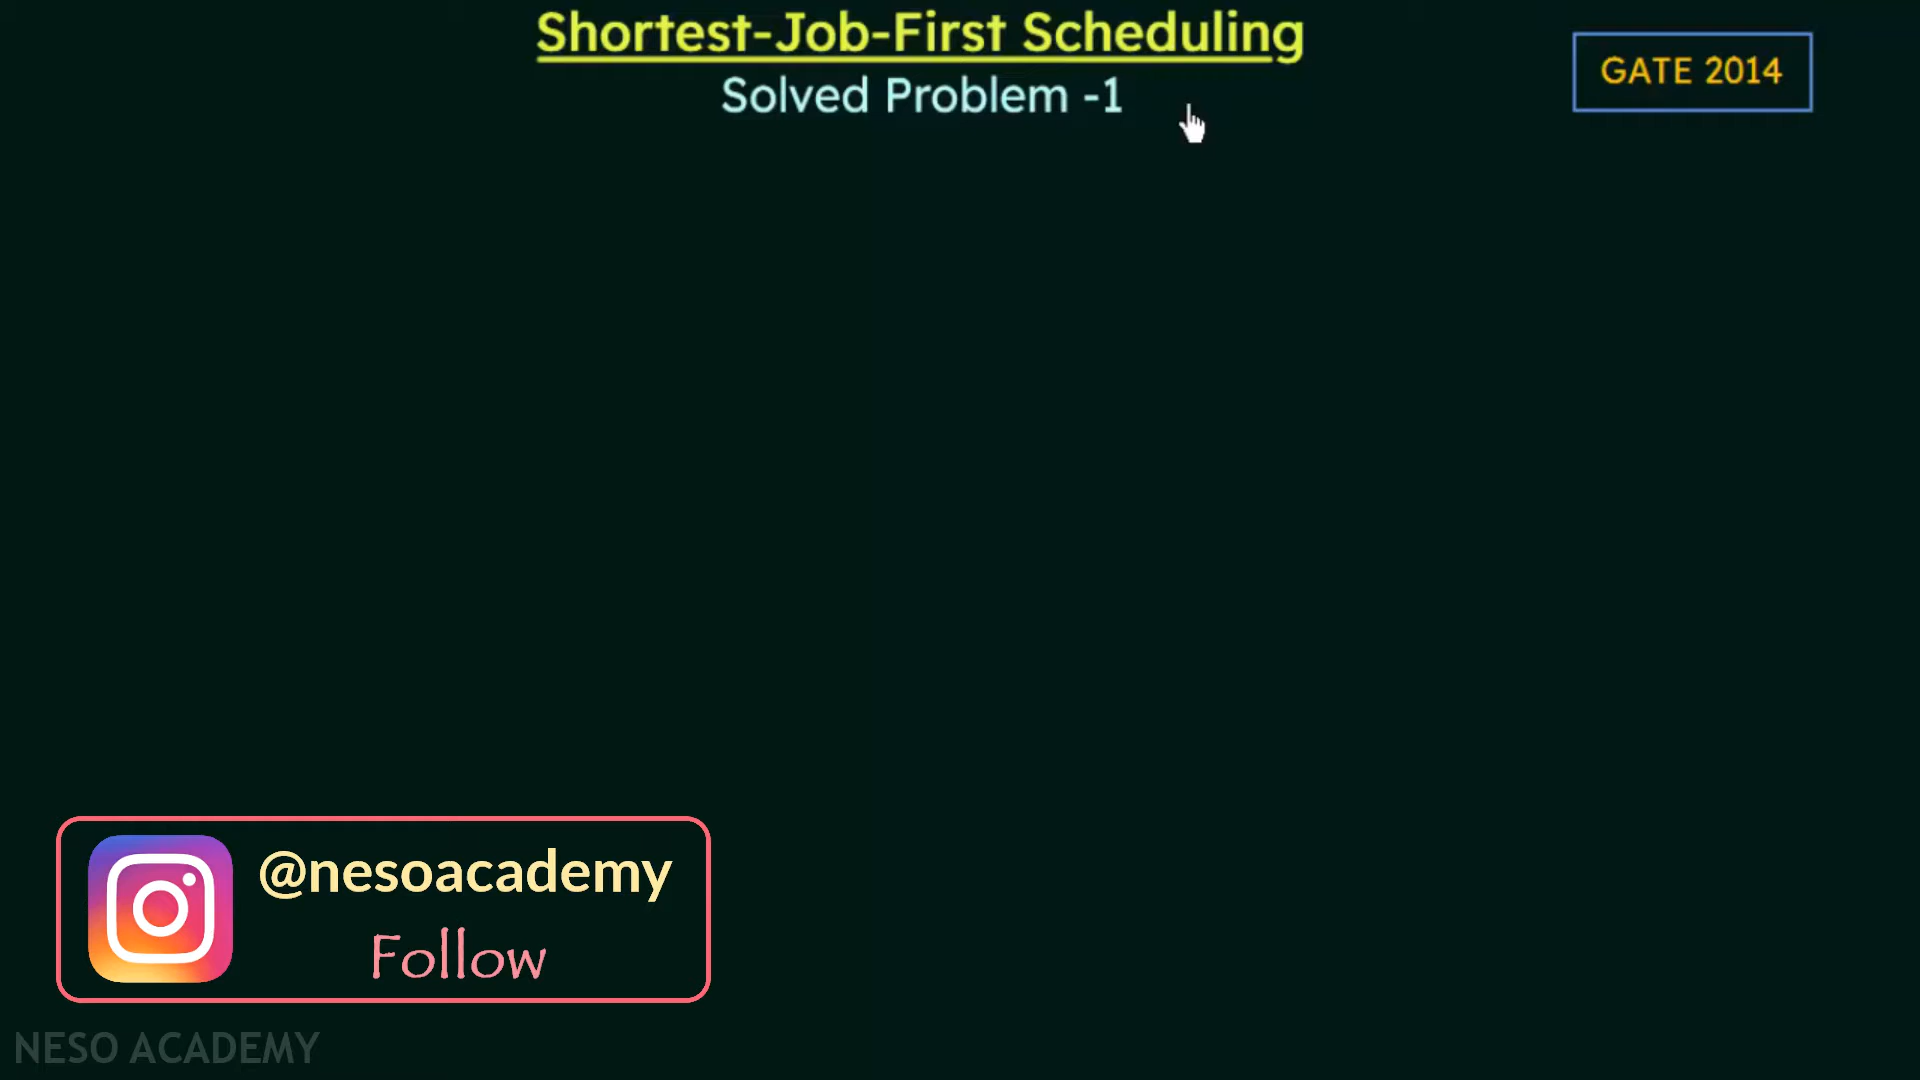 Shortest-Job-First Scheduling
GATE 2014
Solved Problem -1
@nesoacademy
Follow
NESO ACADEMY